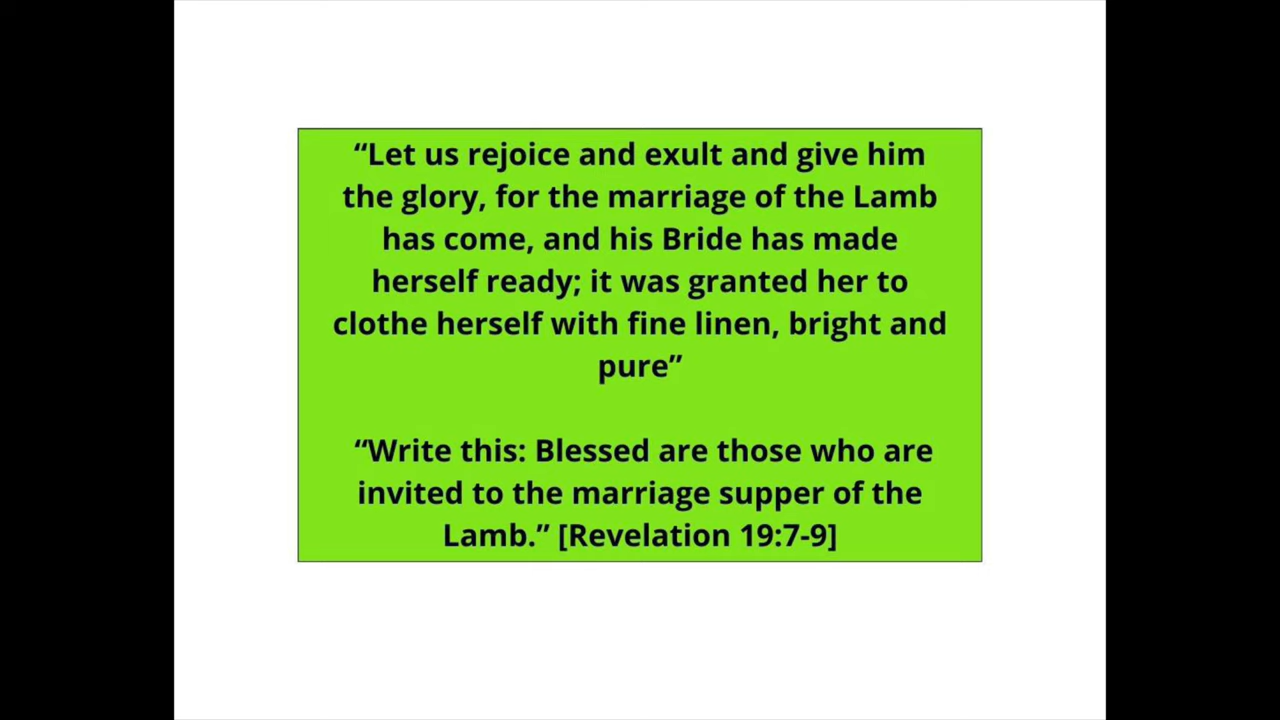 “Let us rejoice and exult and give him
the glory, for the marriage of the Lamb
has come, and his Bride has made
herself ready; it was granted her to
clothe herself with fine linen, bright and
pure”
“Write this: Blessed are those who are
invited to the marriage supper of the
Lamb.” [Revelation 19:7-9]